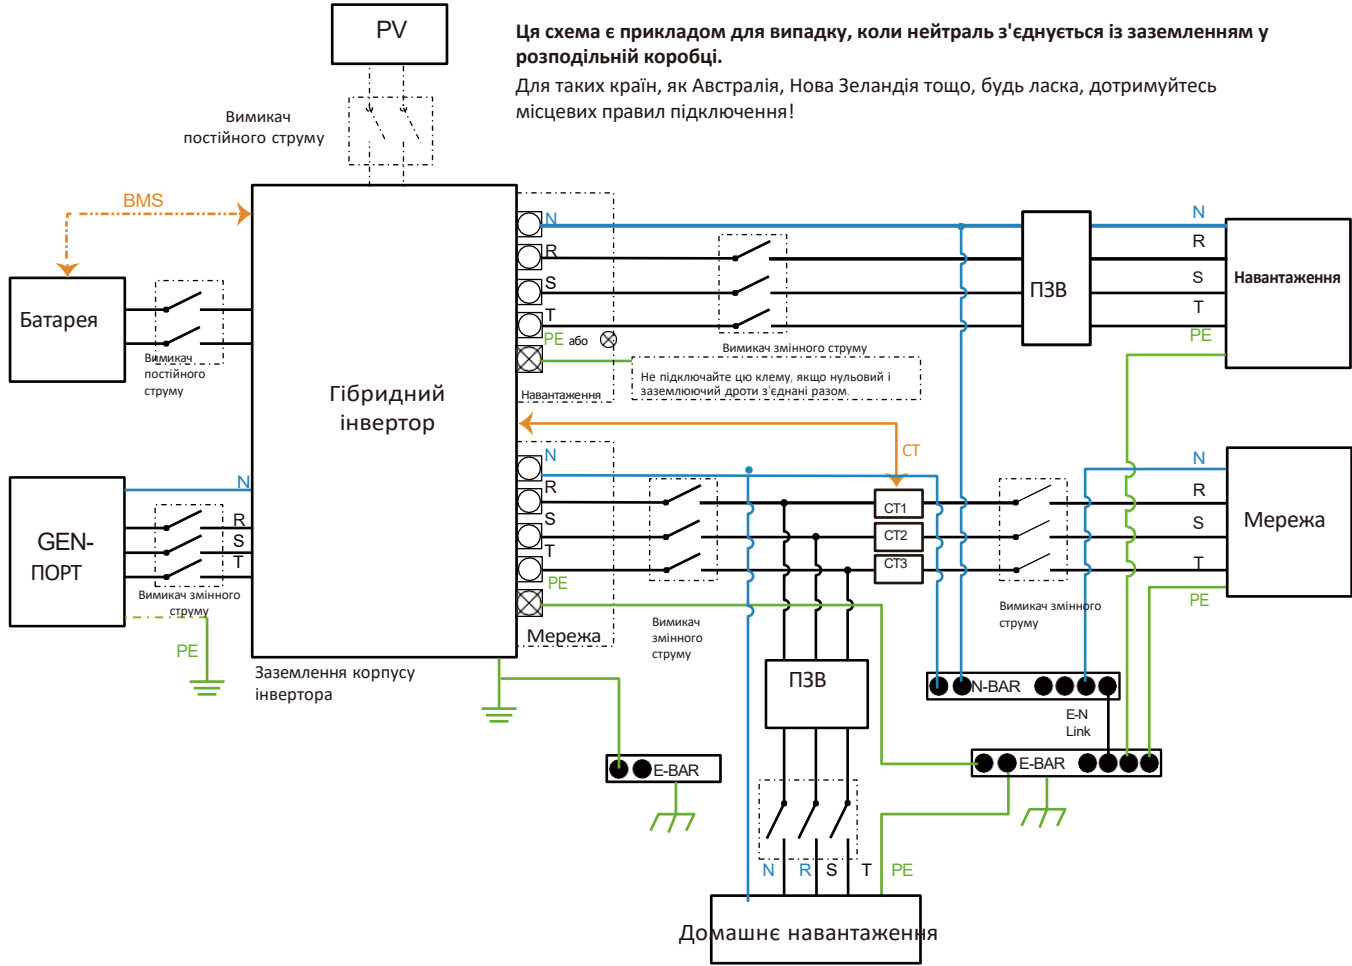 PV
Ця схема є прикладом для випадку, коли нейтраль з'єднується із заземленням у
розподільній коробці.
Для таких країн, як Австралія, Нова Зеландія тощо, будь ласка, дотримуйтесь
місцевих правил підключення!
Вимикач
постійного струму
BMS
Батарея
Вимикач
постійного
струму
Гібридний
інвертор
N
R
S
T
PE або
Навантаження
Вимикач змінного струму
Не підключайте цю клему, якщо нульовий і
заземлюючий дроти з'єднані разом.
ПЗВ
N
R
S
T
PE
Навантаження
GEN-
ПОРТ
N
R
S
T
Вимикач змінного
струму
PE
Заземлення корпусу
інвертора
N
R
S
T
PE
Мережа
Вимикач
змінного
струму
CT
CT1
CT2
CT3
Вимикач змінного
струму
N
R
S
T
PE
Мережа
ПЗВ
N-BAR
E-N
Link
E-BAR
E-BAR
N
R
S
T
PE
Домашнє навантаження